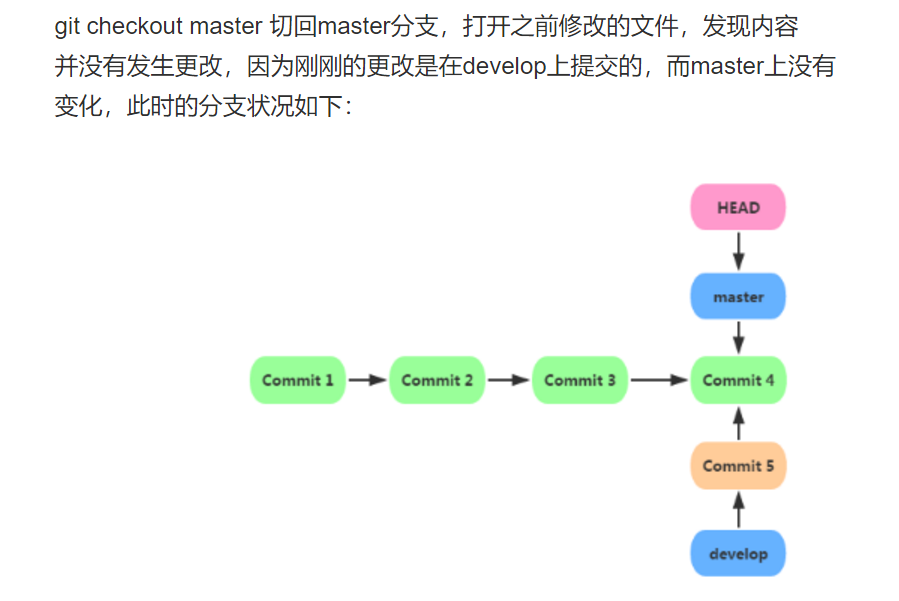 git checkout master 切回master分支，打开之前修改的文件，发现内容
并没有发生更改，因为刚刚的更改是在develop上提交的，而master上没有
变化，此时的分支状况如下：
HEAD
master
Commit 1 Commit 2 Commit 3 Commit 4
Commit 5
develop